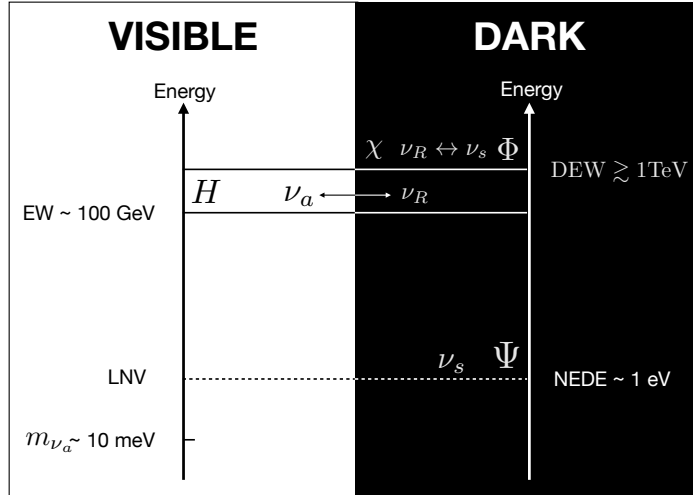 VISIBLE DARK
Energy Energy
χ ν_R ↔ ν_s Φ
DEW ≳ 1TeV
H ν_a ↔ ν_R
EW ~ 100 GeV
ν_s Ψ
LNV NEDE ~ 1 eV
m_{ν_a} ~ 10 meV